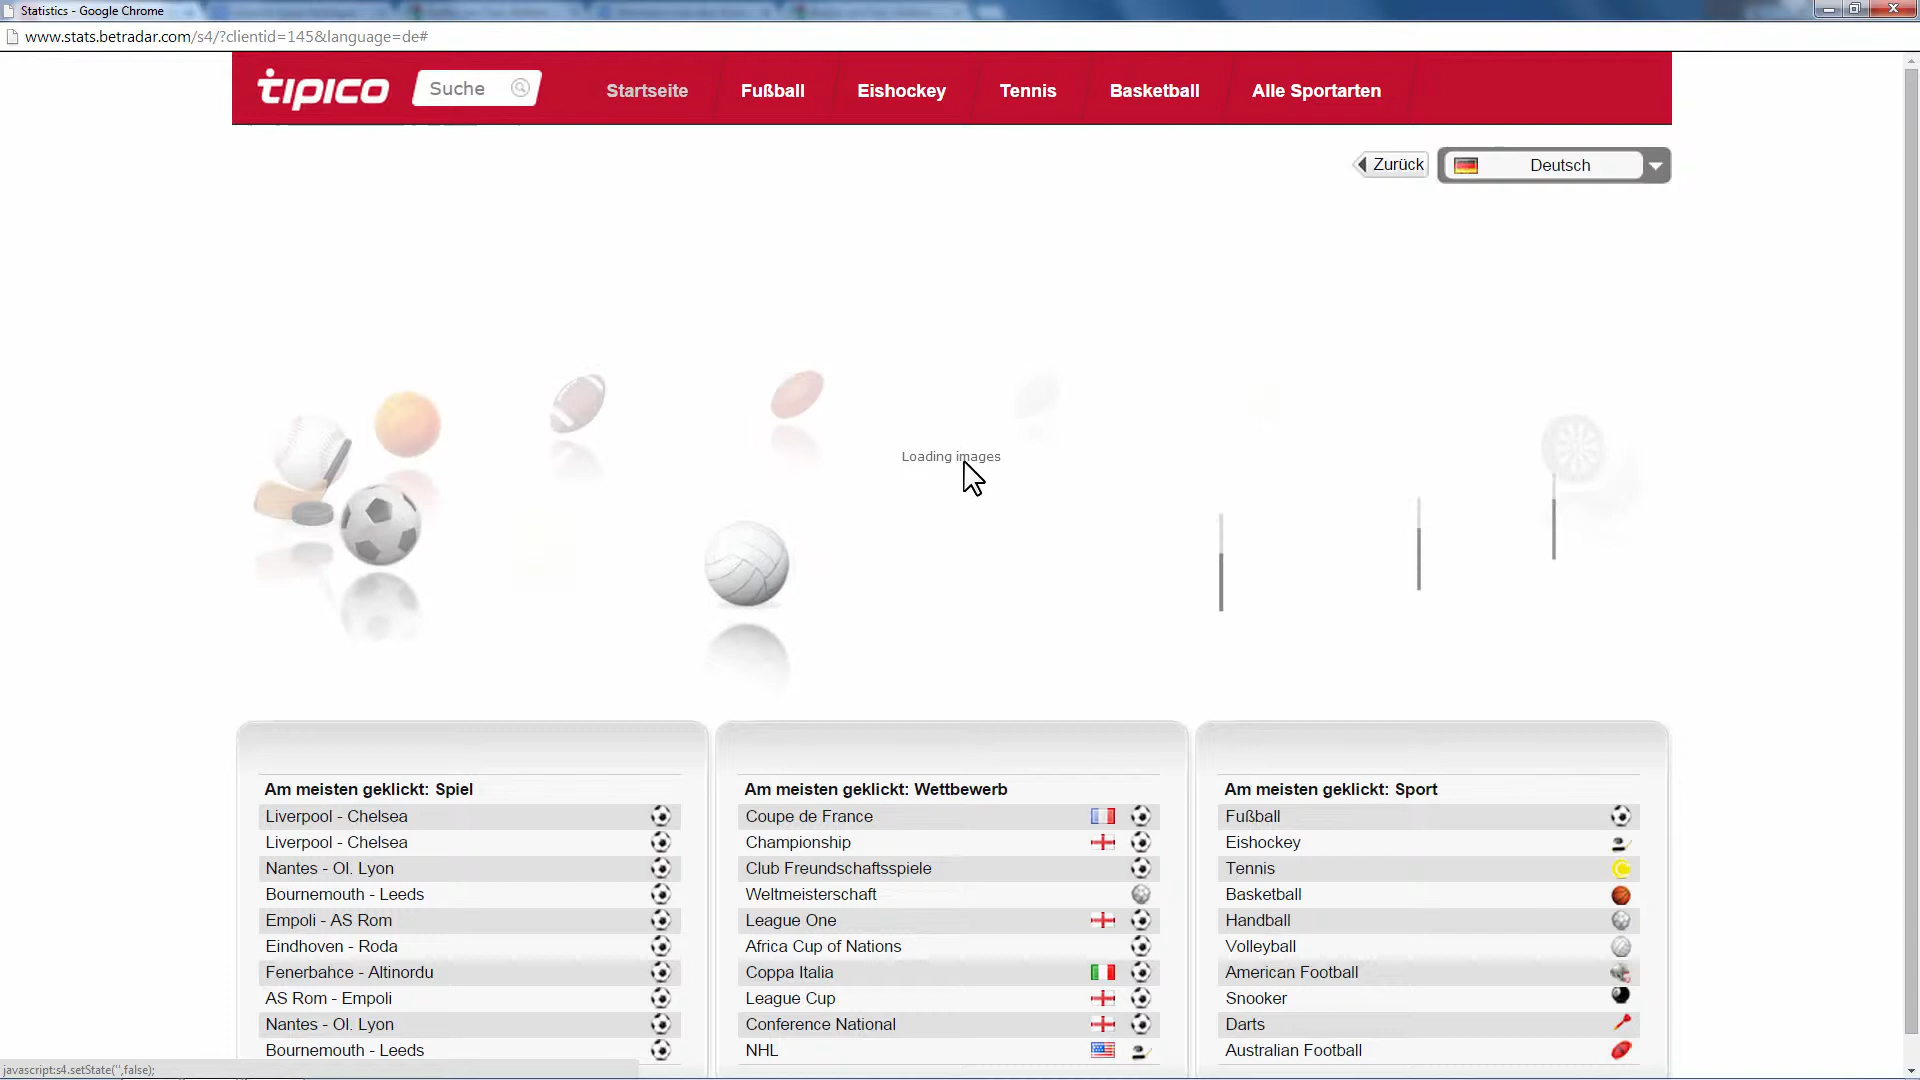 Statistics - Google Chrome
www.stats.betradar.com/s4/?clientid=145&language=de#
tipico
Suche
Startseite
Fußball
Eishockey
Tennis
Basketball
Alle Sportarten
Zurück
Deutsch
Loading images
Am meisten geklickt: Spiel
Liverpool - Chelsea
Liverpool - Chelsea
Nantes - Ol. Lyon
Bournemouth - Leeds
Empoli - AS Rom
Eindhoven - Roda
Fenerbahce - Altinordu
AS Rom - Empoli
Nantes - Ol. Lyon
Bournemouth - Leeds
Am meisten geklickt: Wettbewerb
Coupe de France
Championship
Club Freundschaftsspiele
Weltmeisterschaft
League One
Africa Cup of Nations
Coppa Italia
League Cup
Conference National
NHL
Am meisten geklickt: Sport
Fußball
Eishockey
Tennis
Basketball
Handball
Volleyball
American Football
Snooker
Darts
Australian Football
javascript:s4.setState('',false);